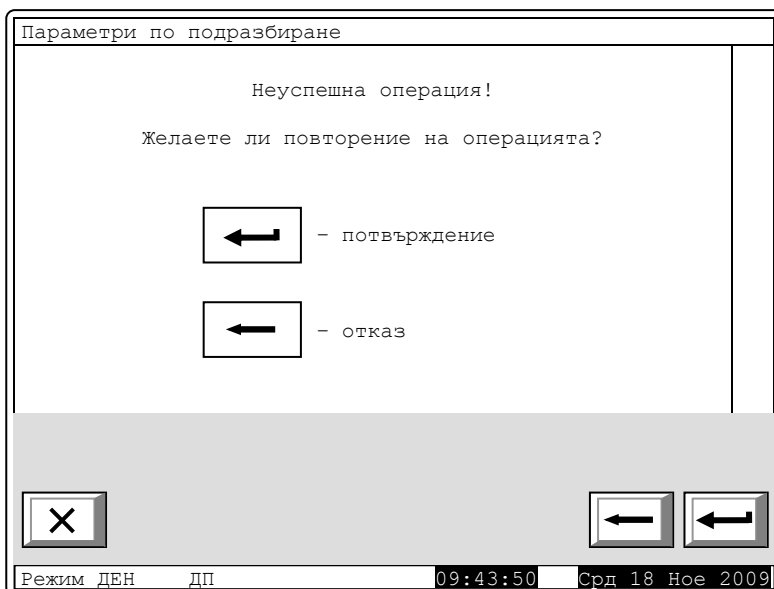 Параметри по подразбиране
Неуспешна операция!
Желаете ли повторение на операцията?
- потвърждение
- отказ
Режим ДЕН ДП 09:43:50 Срд 18 Ное 2009